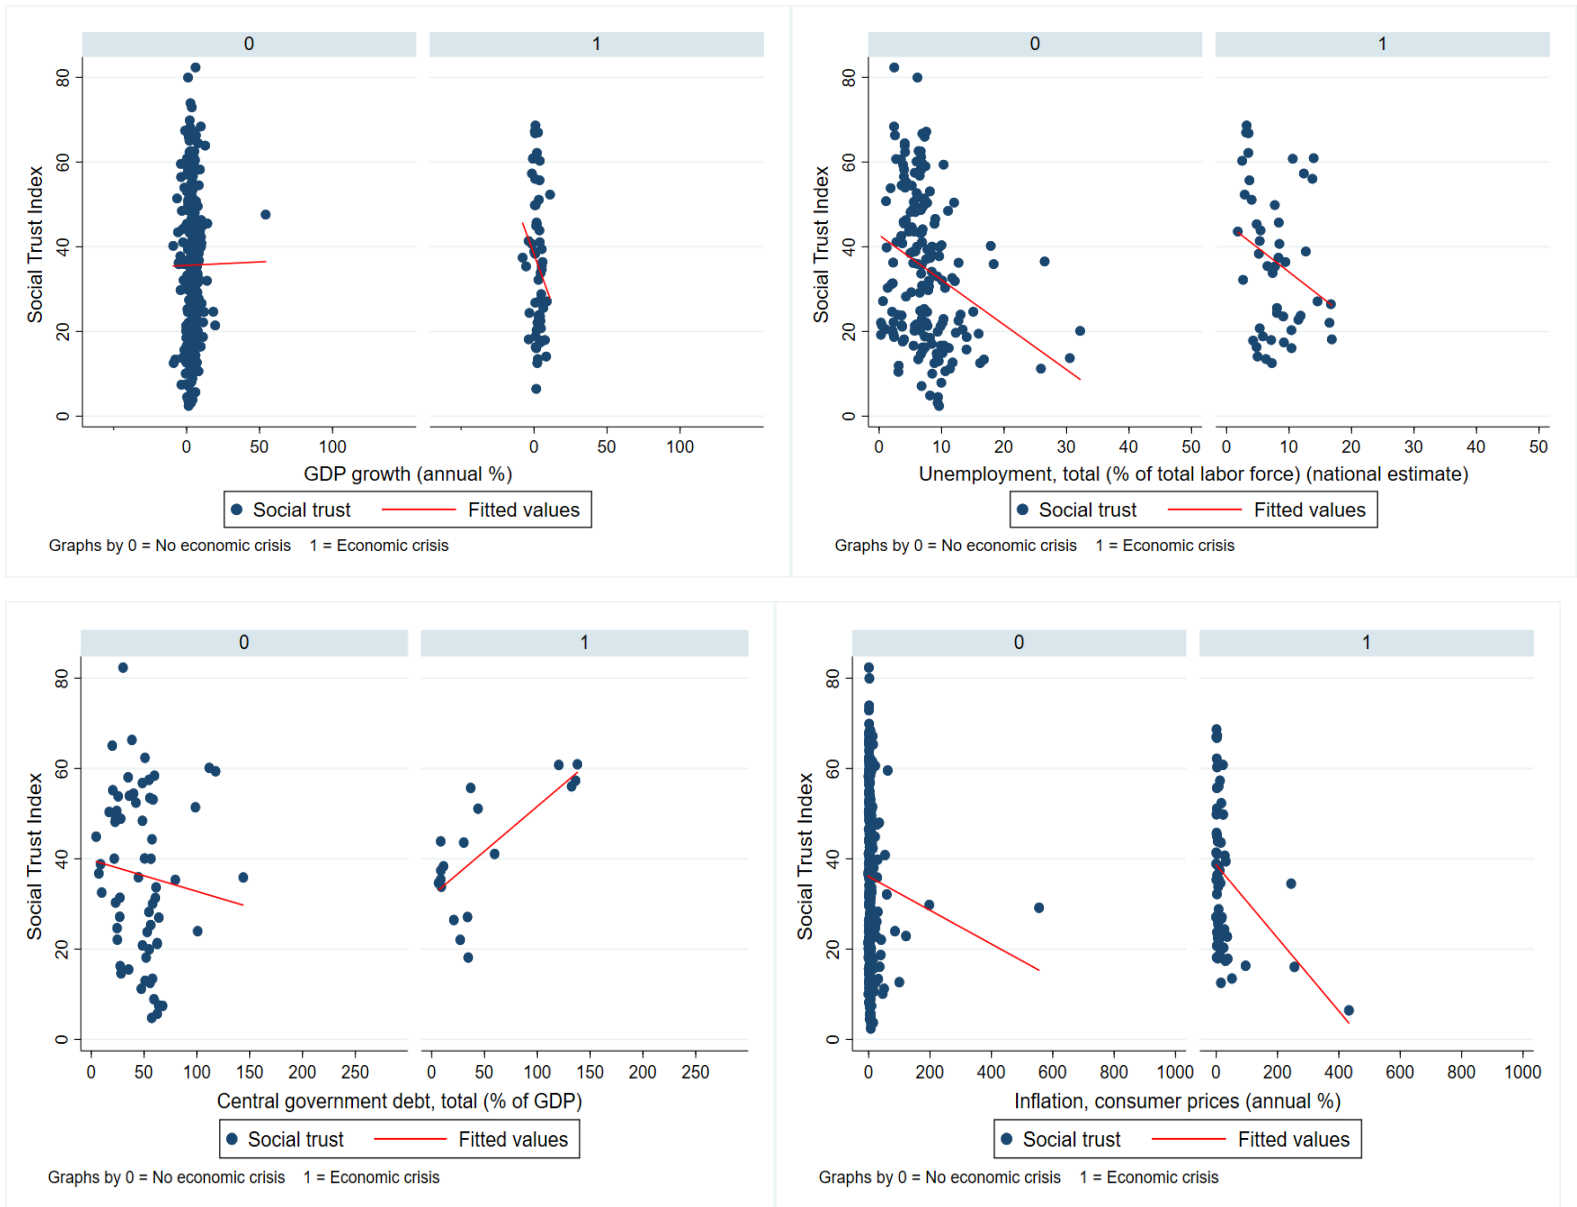 0 1
Social Trust Index
80
60
40
20
0
0 50 100 0 50 100
GDP growth (annual %)
Social trust Fitted values
Graphs by 0 = No economic crisis 1 = Economic crisis
0 1
Social Trust Index
80
60
40
20
0
0 10 20 30 40 50 0 10 20 30 40 50
Unemployment, total (% of total labor force) (national estimate)
Social trust Fitted values
Graphs by 0 = No economic crisis 1 = Economic crisis
0 1
Social Trust Index
80
60
40
20
0
0 50 100 150 200 250 0 50 100 150 200 250
Central government debt, total (% of GDP)
Social trust Fitted values
Graphs by 0 = No economic crisis 1 = Economic crisis
0 1
Social Trust Index
80
60
40
20
0
0 200 400 600 800 1000 0 200 400 600 800 1000
Inflation, consumer prices (annual %)
Social trust Fitted values
Graphs by 0 = No economic crisis 1 = Economic crisis